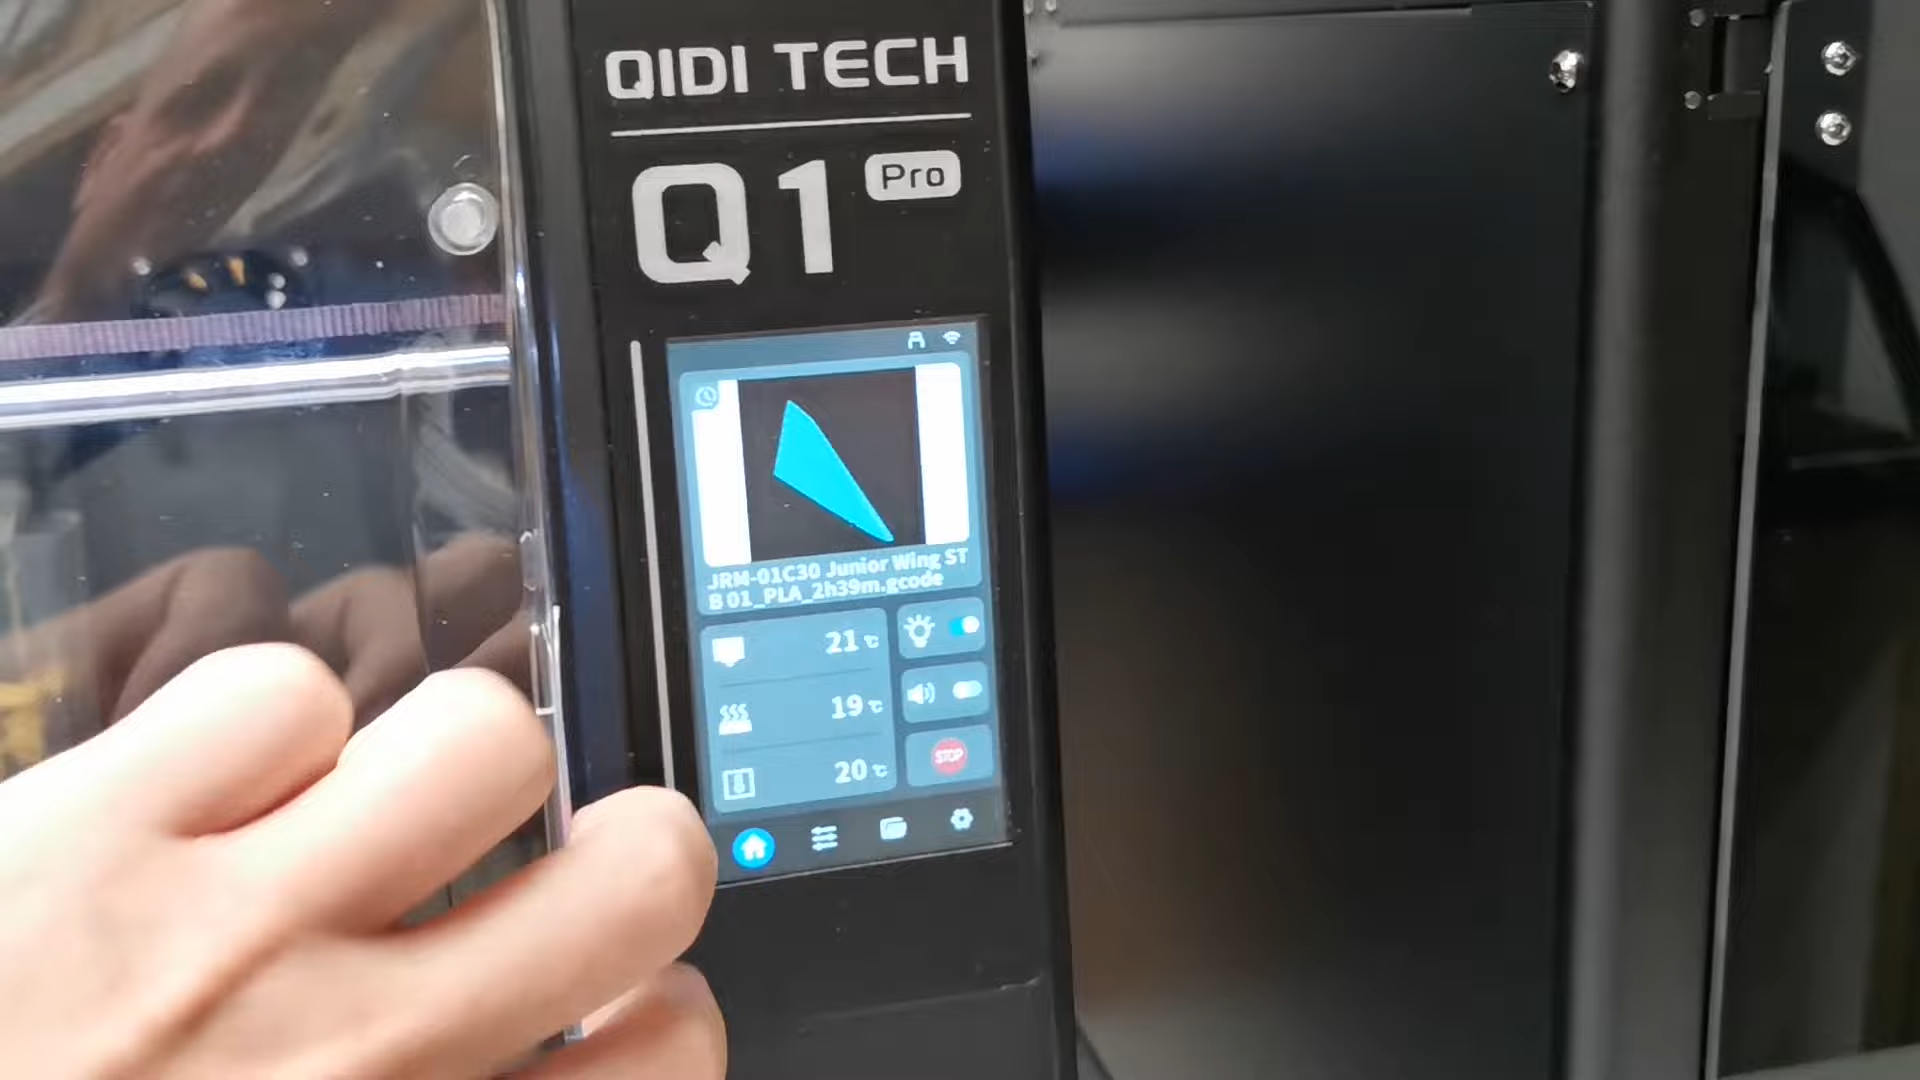 QIDI TECH
Q1 Pro
JRM-01C30 Junior Wing ST
B 01_PLA_2h39m.gcode
21 ℃
19 ℃
20 ℃
STOP